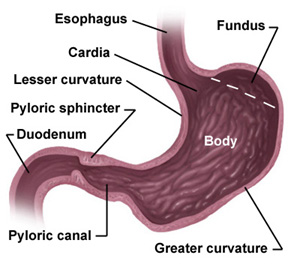 Esophagus
Fundus
Cardia
Lesser curvature
Pyloric sphincter
Duodenum
Body
Pyloric canal
Greater curvature